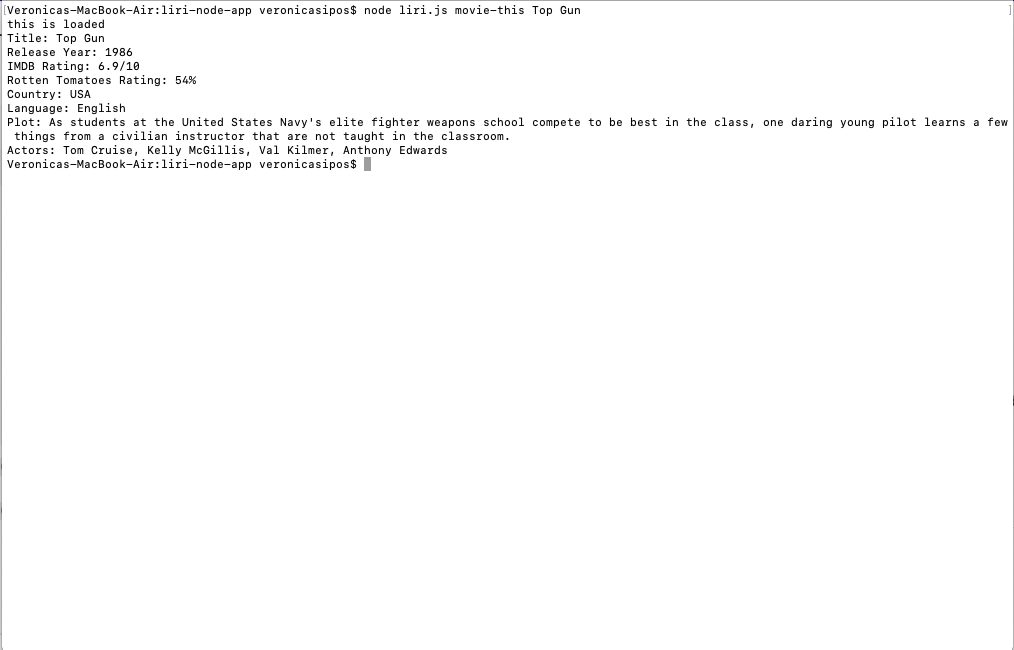 [Veronicas-MacBook-Air:liri-node-app veronicasipos$ node liri.js movie-this Top Gun ]
this is loaded
Title: Top Gun
Release Year: 1986
IMDB Rating: 6.9/10
Rotten Tomatoes Rating: 54%
Country: USA
Language: English
Plot: As students at the United States Navy's elite fighter weapons school compete to be best in the class, one daring young pilot learns a few
things from a civilian instructor that are not taught in the classroom.
Actors: Tom Cruise, Kelly McGillis, Val Kilmer, Anthony Edwards
Veronicas-MacBook-Air:liri-node-app veronicasipos$